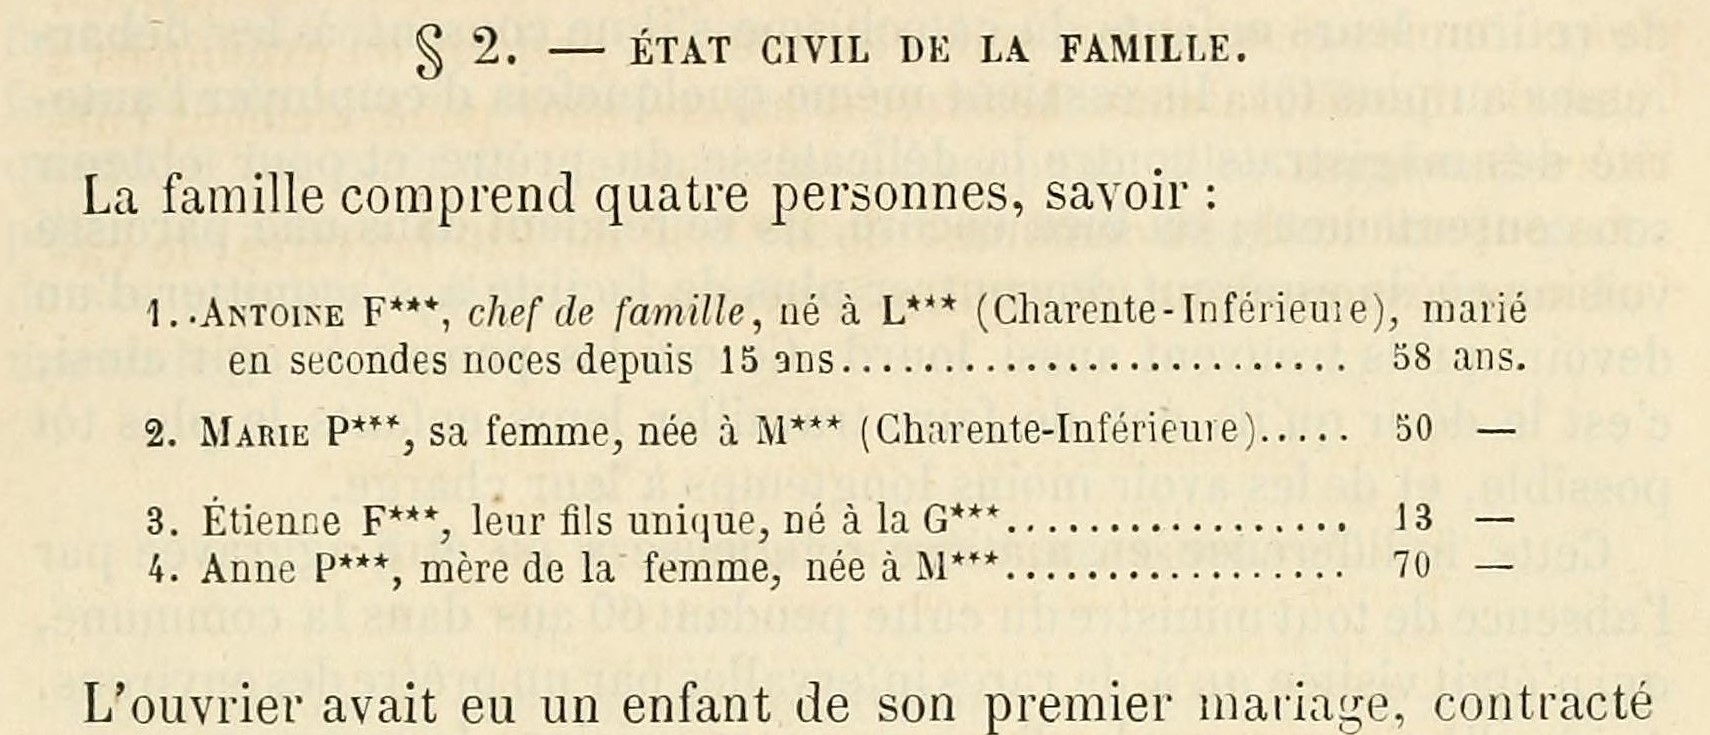 § 2. — ÉTAT CIVIL DE LA FAMILLE.
La famille comprend quatre personnes, savoir :
1. ANTOINE F***, chef de famille, né à L*** (Charente-Inférieure), marié
en secondes noces depuis 15 ans......................... 58 ans.
2. MARIE P***, sa femme, née à M*** (Charente-Inférieure)..... 50 —
3. Étienne F***, leur fils unique, né à la G***................. 13 —
4. Anne P***, mère de la femme, née à M***................. 70 —
L'ouvrier avait eu un enfant de son premier mariage, contracté